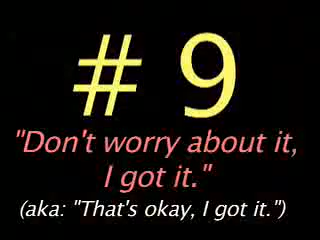 # 9
"Don't worry about it,
I got it."
(aka: "That's okay, I got it.")